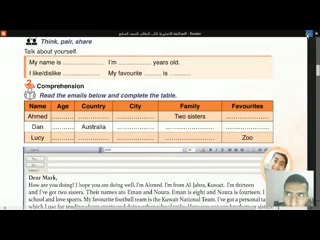 Think, pair, share
Talk about yourself.
My name is .............. I'm .............. years old.
I like/dislike .............. My favourite ........ is ........
Comprehension
Read the emails below and complete the table.
Name Age Country City Family Favourites
Ahmed .......... .......... .......... Two sisters ..........
Dan .......... Australia .......... .......... ..........
Lucy .......... .......... .......... .......... Zoo
Dear Mark,
How are you doing? I hope you are doing well. I'm Ahmed. I'm from Al Jahra, Kuwait. I'm thirteen
and I've got two sisters. Their names are Eman and Noura. Eman is eight and Noura is fourteen. I
school and love sports. My favourite football team is the Kuwait National Team. I've got a personal